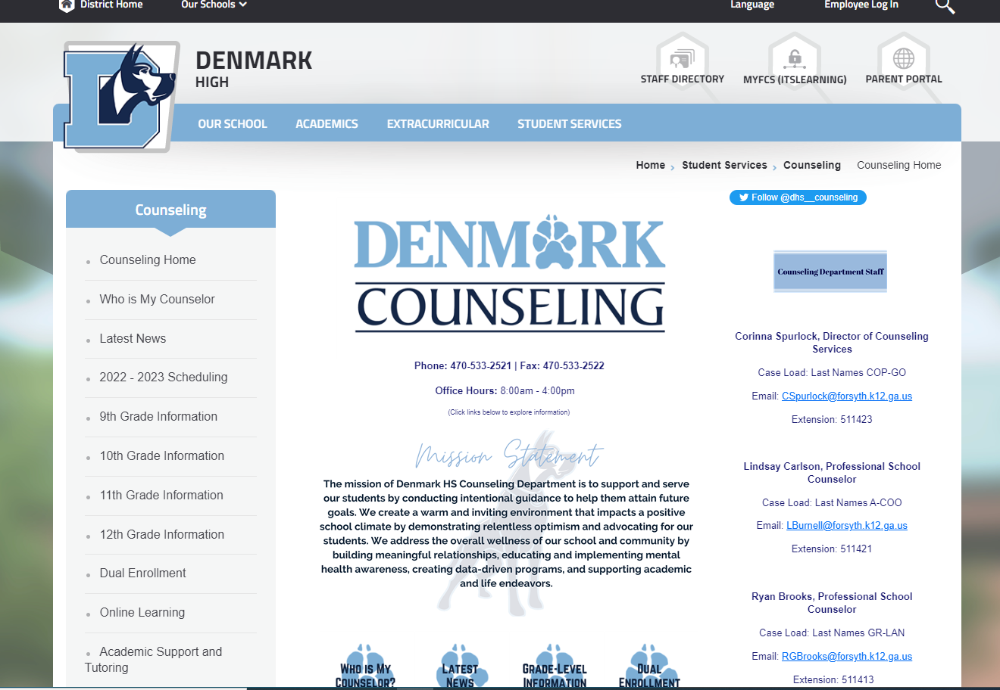 District Home
Our Schools
Language
Employee Log In
DENMARK
HIGH
STAFF DIRECTORY
MYFCS (ITSLEARNING)
PARENT PORTAL
D
OUR SCHOOL
ACADEMICS
EXTRACURRICULAR
STUDENT SERVICES
Home › Student Services › Counseling Counseling Home
Counseling
Counseling Home
Who is My Counselor
Latest News
2022 - 2023 Scheduling
9th Grade Information
10th Grade Information
11th Grade Information
12th Grade Information
Dual Enrollment
Online Learning
Academic Support and
Tutoring
DENMARK
COUNSELING
Phone: 470-533-2521 | Fax: 470-533-2522
Office Hours: 8:00am - 4:00pm
(Click links below to explore information)
Mission Statement
The mission of Denmark HS Counseling Department is to support and serve
our students by conducting intentional guidance to help them attain future
goals. We create a warm and inviting environment that impacts a positive
school climate by demonstrating relentless optimism and advocating for our
students. We address the overall wellness of our school and community by
building meaningful relationships, educating and implementing mental
health awareness, creating data-driven programs, and supporting academic
and life endeavors.
WHO IS MY
COUNSELOR?
LATEST
NEWS
GRADE-LEVEL
INFORMATION
DUAL
ENROLLMENT
Follow @dhs__counseling
Counseling Department Staff
Corinna Spurlock, Director of Counseling
Services
Case Load: Last Names COP-GO
Email: CSpurlock@forsyth.k12.ga.us
Extension: 511423
Lindsay Carlson, Professional School
Counselor
Case Load: Last Names A-COO
Email: LBurnell@forsyth.k12.ga.us
Extension: 511421
Ryan Brooks, Professional School
Counselor
Case Load: Last Names GR-LAN
Email: RGBrooks@forsyth.k12.ga.us
Extension: 511413